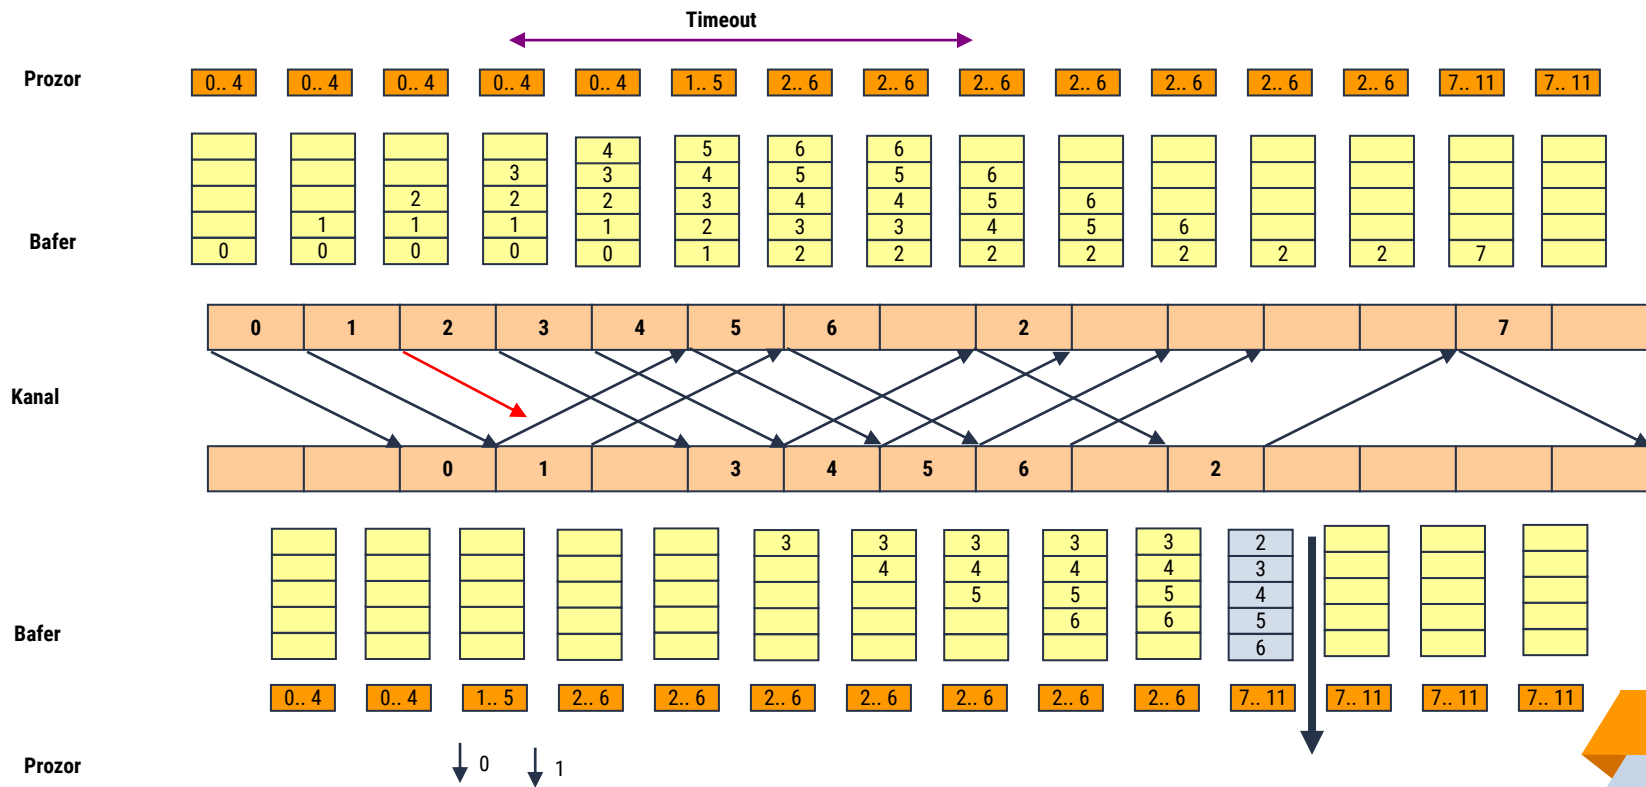 Timeout
Prozor 0.. 4 0.. 4 0.. 4 0.. 4 0.. 4 1.. 5 2.. 6 2.. 6 2.. 6 2.. 6 2.. 6 2.. 6 2.. 6 7.. 11 7.. 11
4 5 6 6
3 3 4 5 5 6
2 2 2 3 4 4 5 6
1 1 1 1 2 3 3 4 5 6
Bafer
0 0 0 0 0 1 2 2 2 2 2 2 2 7
0 1 2 3 4 5 6 2 7
Kanal
0 1 3 4 5 6 2
3 3 3 3 3 2
4 4 4 4 3
5 5 5 4
6 6 5
Bafer
6
0.. 4 0.. 4 1.. 5 2.. 6 2.. 6 2.. 6 2.. 6 2.. 6 2.. 6 2.. 6 7.. 11 7.. 11 7.. 11 7.. 11
Prozor 0 1